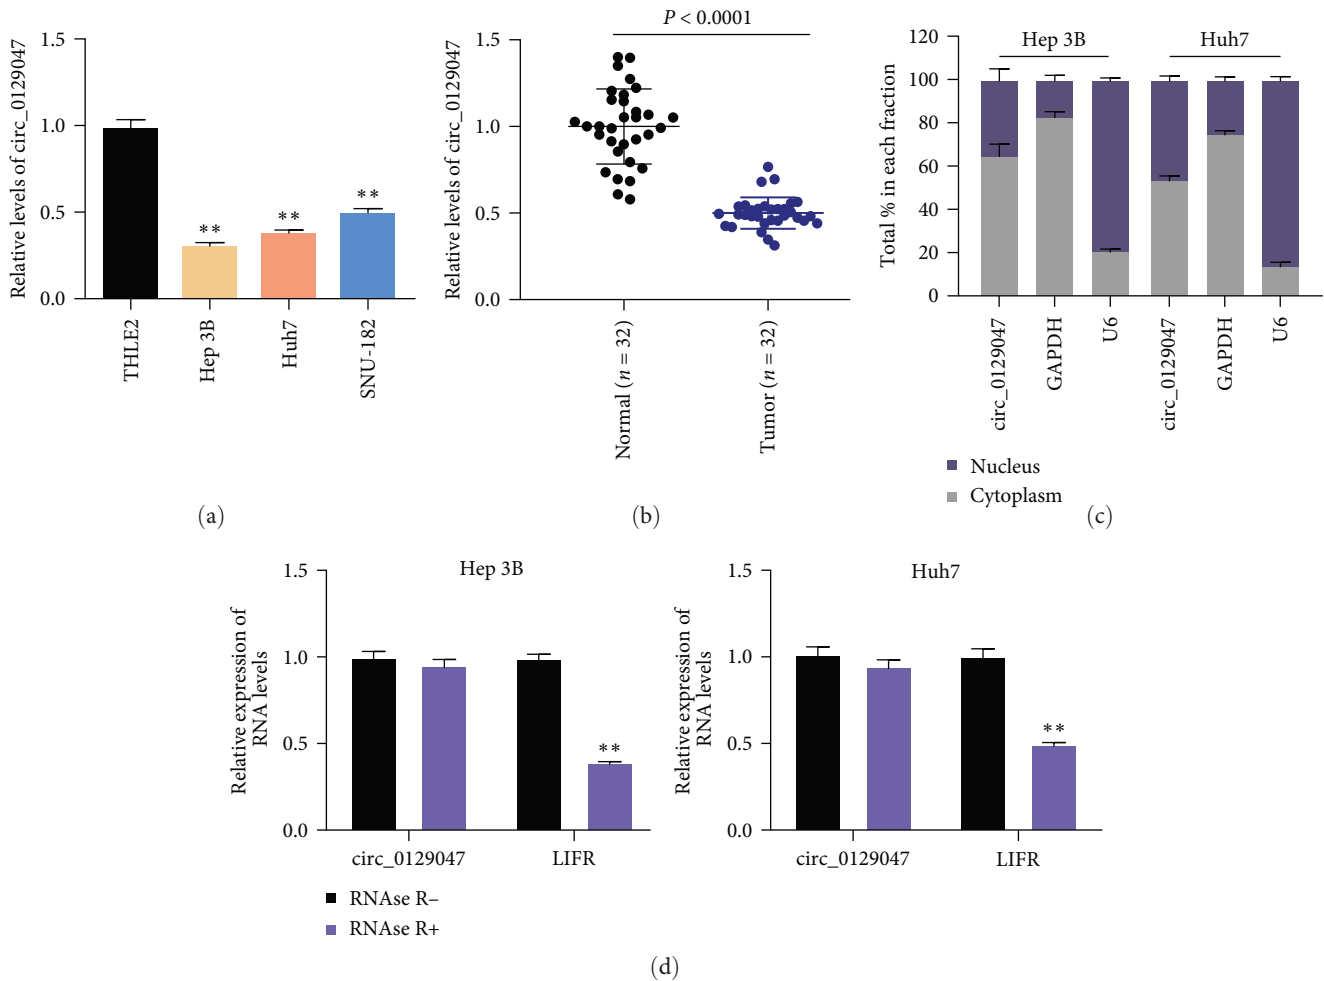 Relative levels of circ_0129047
1.5
1.0
0.5
0.0
** ** **
THLE2
Hep 3B
Huh7
SNU-182
(a)
Relative levels of circ_0129047
P < 0.0001
1.5
1.0
0.5
0.0
Normal (n = 32)
Tumor (n = 32)
(b)
Total % in each fraction
120
100
80
60
40
20
0
Hep 3B
Huh7
circ_0129047
GAPDH
U6
circ_0129047
GAPDH
U6
Nucleus
Cytoplasm
(c)
Relative expression of
RNA levels
Hep 3B
1.5
1.0
0.5
0.0
**
circ_0129047
LIFR
RNAse R–
RNAse R+
Relative expression of
RNA levels
Huh7
1.5
1.0
0.5
0.0
**
circ_0129047
LIFR
(d)